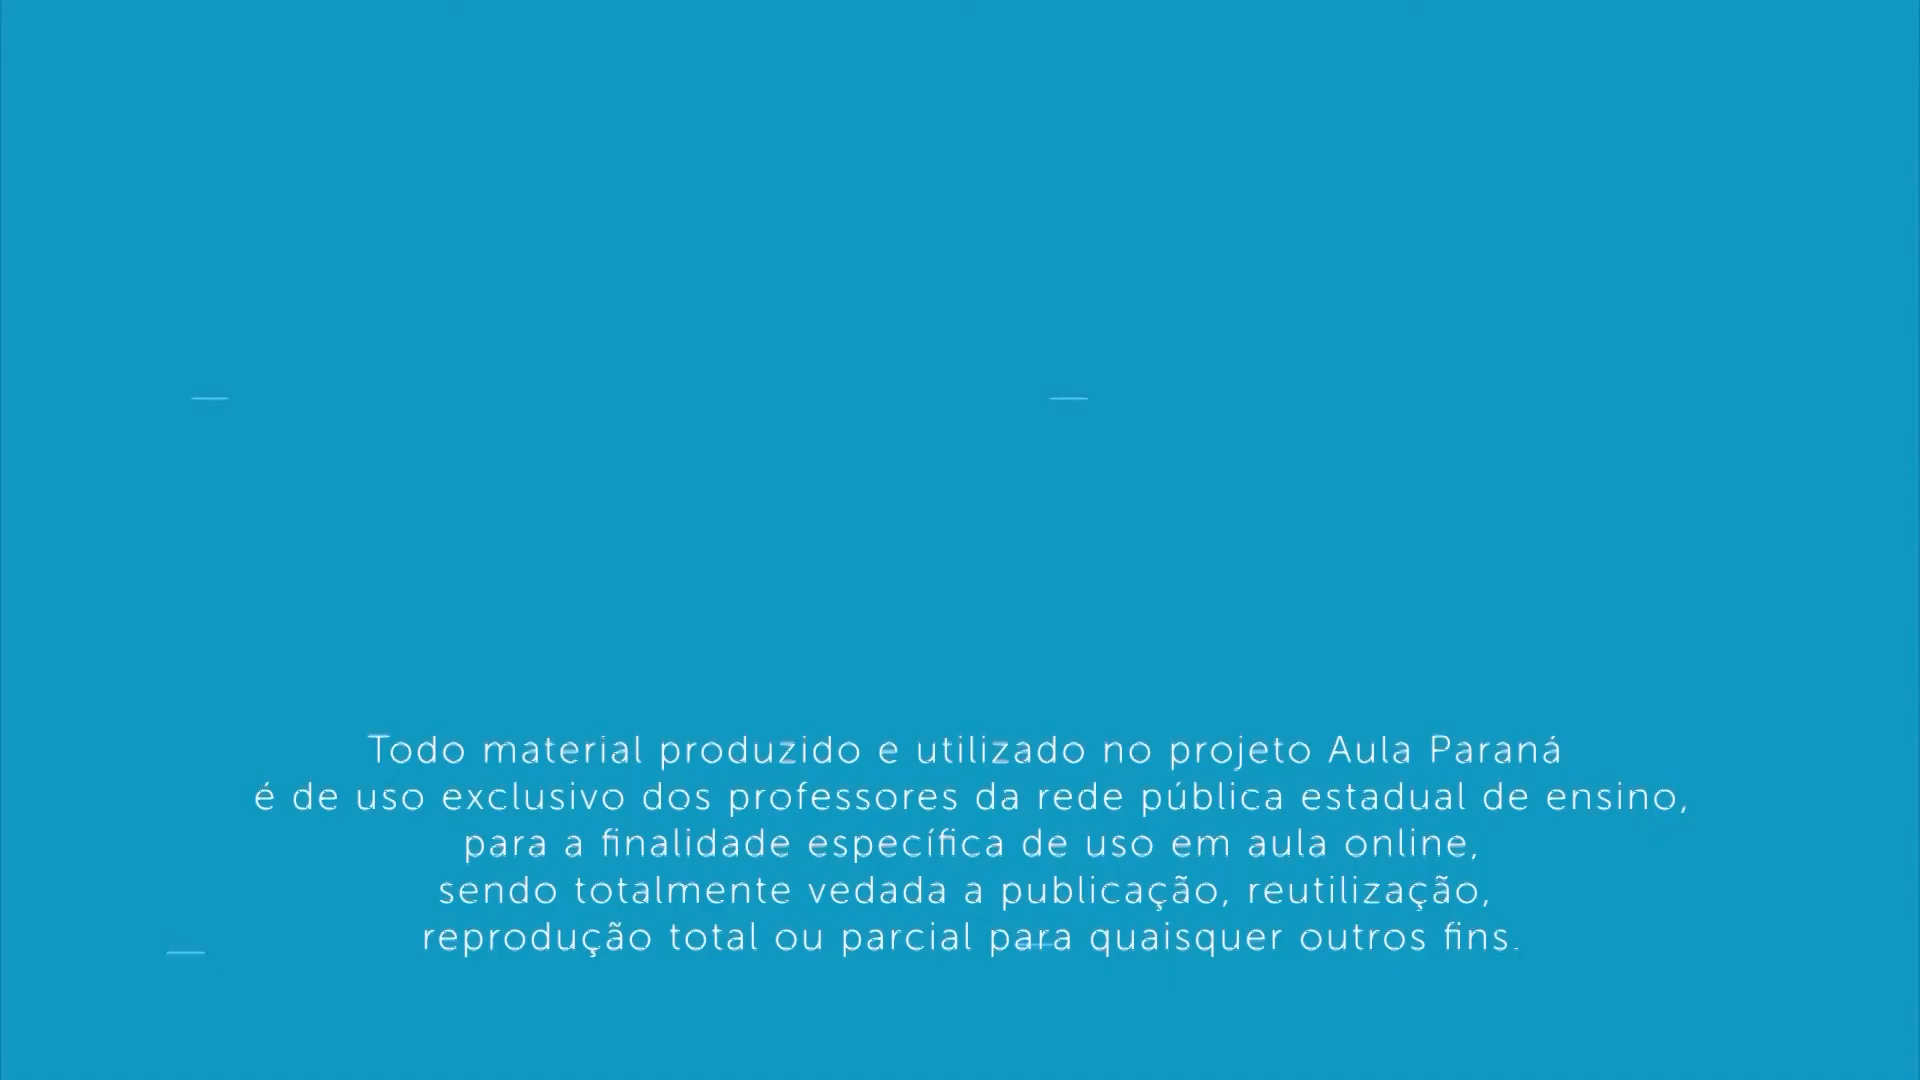 Todo material produzido e utilizado no projeto Aula Paraná
é de uso exclusivo dos professores da rede pública estadual de ensino,
para a finalidade específica de uso em aula online,
sendo totalmente vedada a publicação, reutilização,
reprodução total ou parcial para quaisquer outros fins.